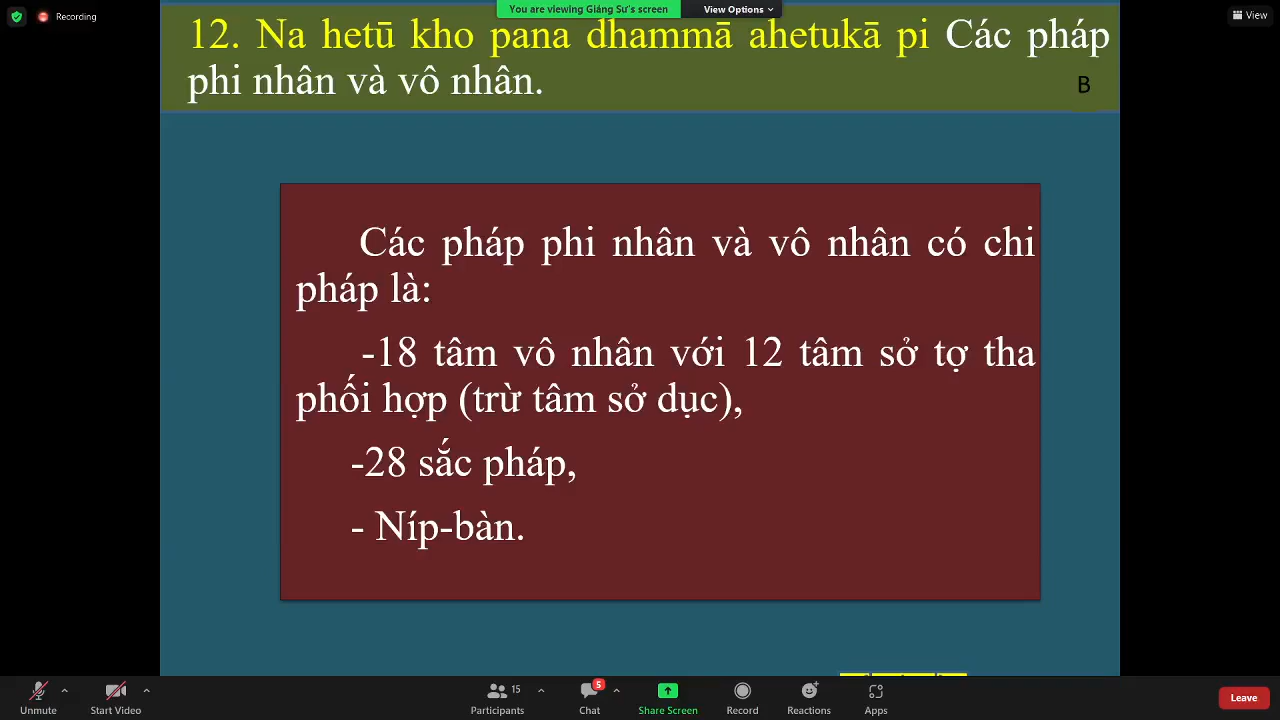 You are viewing Giảng Sư's screen
View Options
Recording
View
12. Na hetū kho pana dhammā ahetukā pi Các pháp
phi nhân và vô nhân.
B
Các pháp phi nhân và vô nhân có chi
pháp là:
-18 tâm vô nhân với 12 tâm sở tợ tha
phối hợp (trừ tâm sở dục),
-28 sắc pháp,
- Níp-bàn.
Unmute
Start Video
Participants
15
Chat
5
Share Screen
Record
Reactions
Apps
Leave